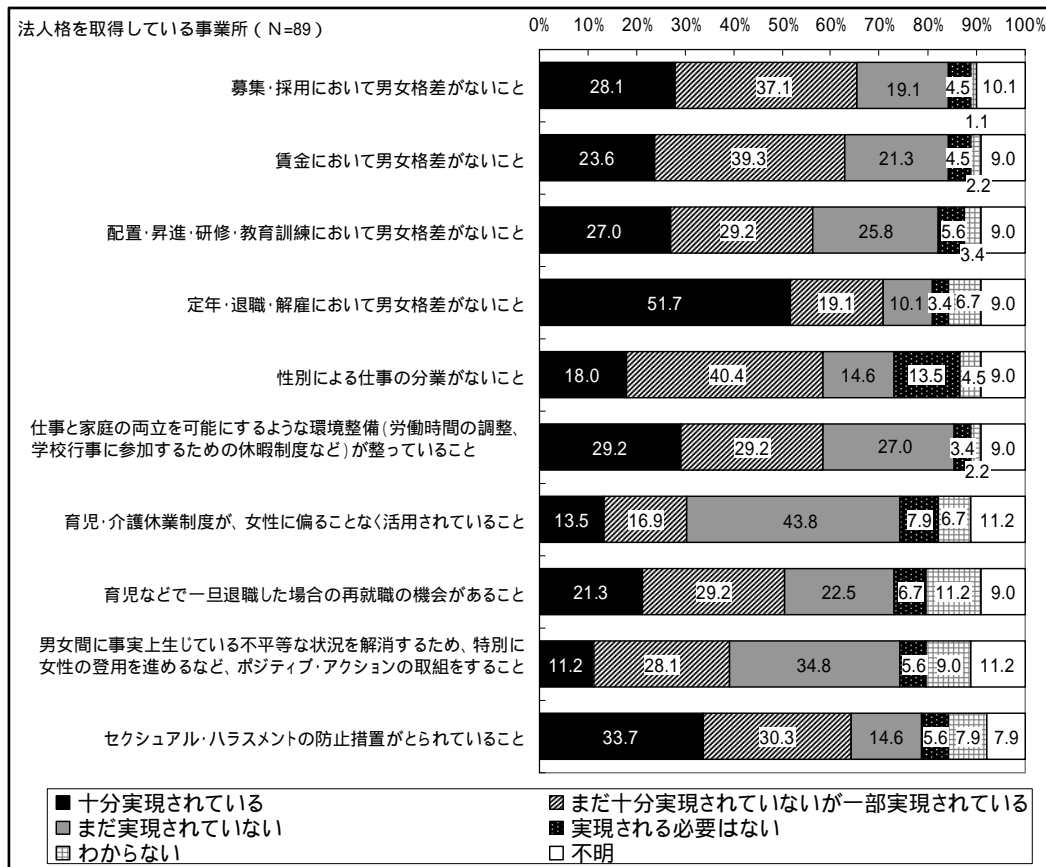 法人格を取得している事業所（N=89）
0% 10% 20% 30% 40% 50% 60% 70% 80% 90% 100%
募集・採用において男女格差がないこと
28.1 37.1 19.1 4.5 1.1 10.1
賃金において男女格差がないこと
23.6 39.3 21.3 4.5 2.2 9.0
配置・昇進・研修・教育訓練において男女格差がないこと
27.0 29.2 25.8 5.6 3.4 9.0
定年・退職・解雇において男女格差がないこと
51.7 19.1 10.1 3.4 6.7 9.0
性別による仕事の分業がないこと
18.0 40.4 14.6 13.5 4.5 9.0
仕事と家庭の両立を可能にするような環境整備（労働時間の調整、
学校行事に参加するための休暇制度など）が整っていること
29.2 29.2 27.0 3.4 2.2 9.0
育児・介護休業制度が、女性に偏ることなく活用されていること
13.5 16.9 43.8 7.9 6.7 11.2
育児などで一旦退職した場合の再就職の機会があること
21.3 29.2 22.5 6.7 11.2 9.0
男女間に事実上生じている不平等な状況を解消するため、特別に
女性の登用を進めるなど、ポジティブ・アクションの取組をすること
11.2 28.1 34.8 5.6 9.0 11.2
セクシュアル・ハラスメントの防止措置がとられていること
33.7 30.3 14.6 5.6 7.9 7.9
十分実現されている まだ十分実現されていないが一部実現されている
まだ実現されていない 実現される必要はない
わからない 不明